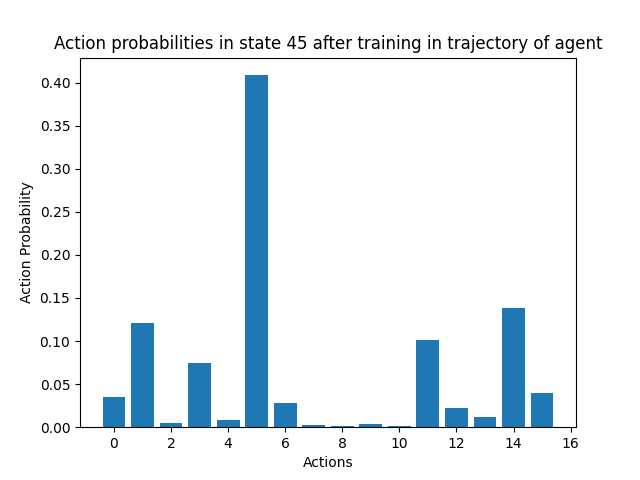 Action probabilities in state 45 after training in trajectory of agent
0.40
0.35
0.30
0.25
0.20
0.15
0.10
0.05
0.00
Action Probability
0 2 4 6 8 10 12 14 16
Actions